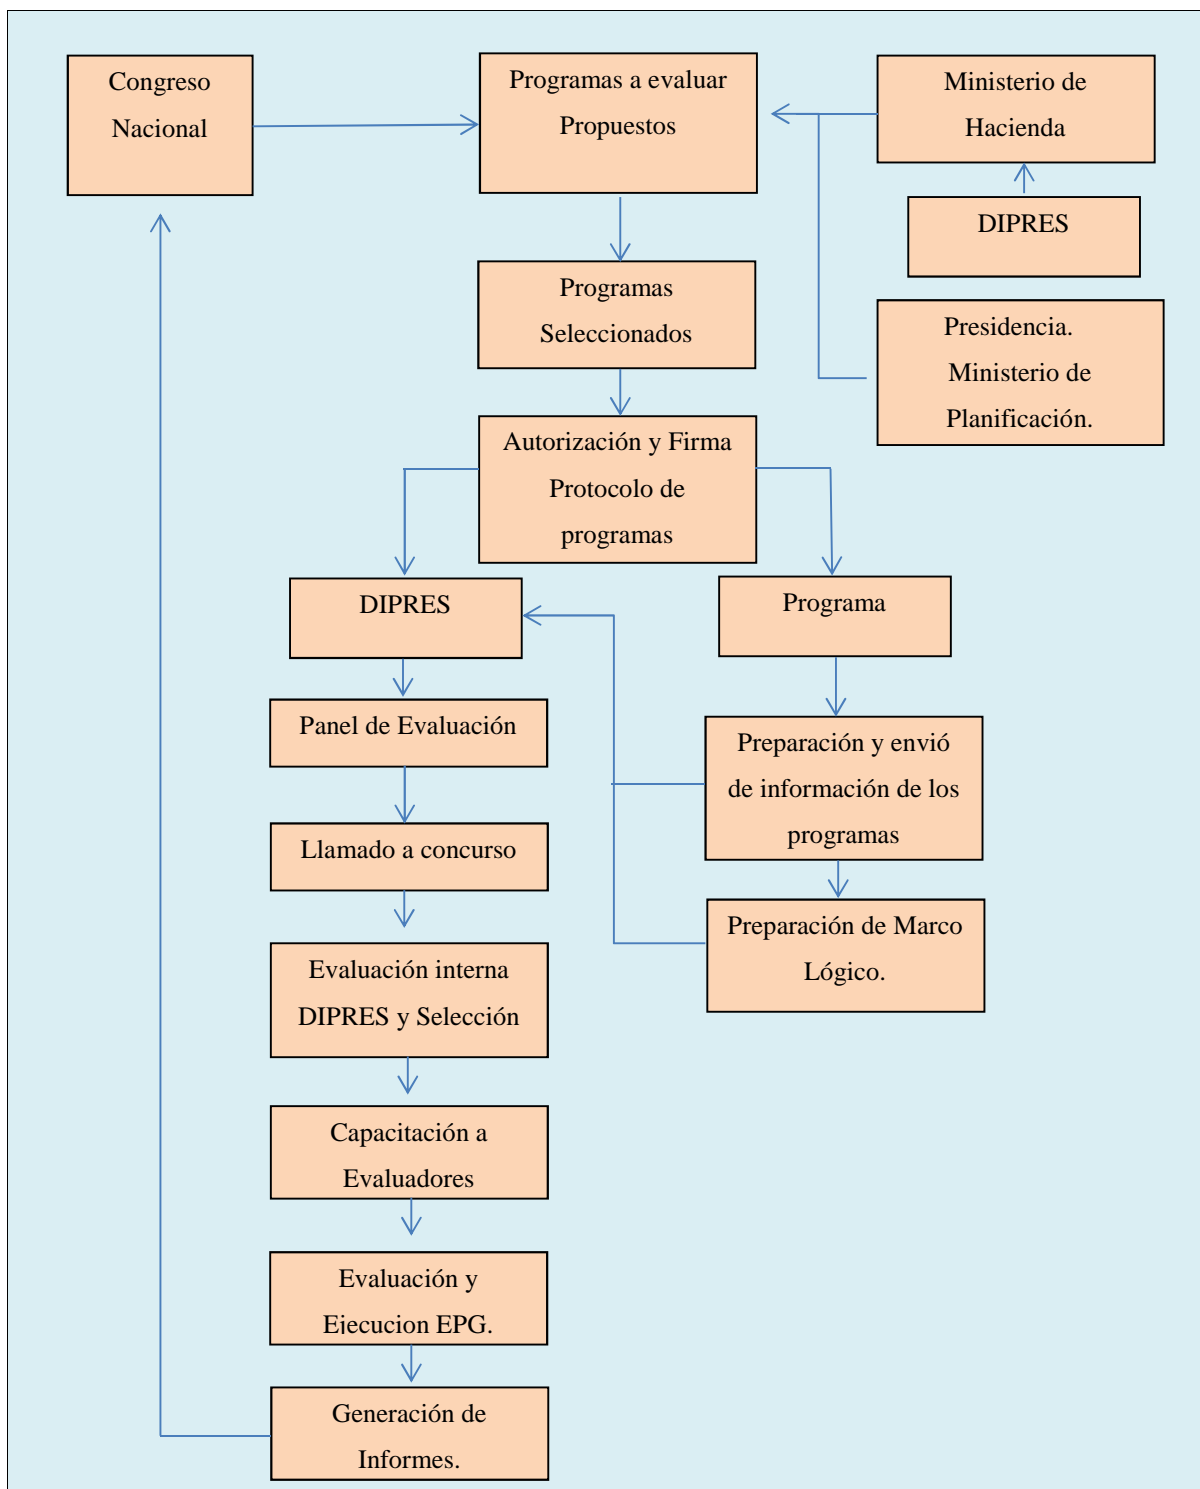 Congreso
Nacional
Programas a evaluar
Propuestos
Ministerio de
Hacienda
DIPRES
Programas
Seleccionados
Presidencia.
Ministerio de
Planificación.
Autorización y Firma
Protocolo de
programas
DIPRES
Programa
Panel de Evaluación
Preparación y envió
de información de los
programas
Llamado a concurso
Preparación de Marco
Lógico.
Evaluación interna
DIPRES y Selección
Capacitación a
Evaluadores
Evaluación y
Ejecucion EPG.
Generación de
Informes.